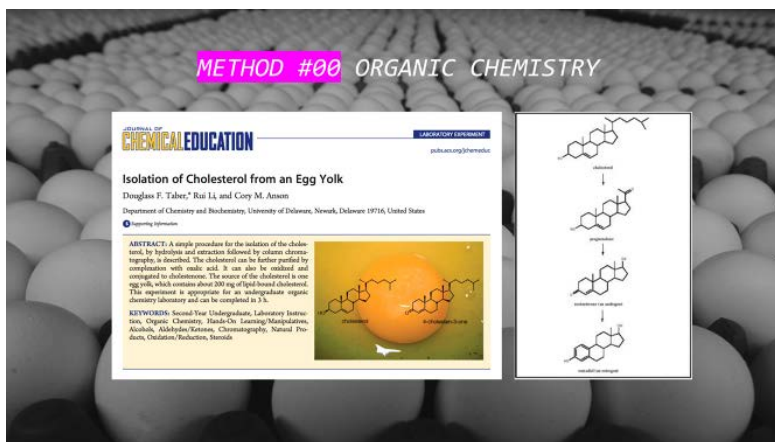 METHOD #00 ORGANIC CHEMISTRY
JOURNAL OF
CHEMICALEDUCATION
LABORATORY EXPERIMENT
pubs.acs.org/jchemeduc
Isolation of Cholesterol from an Egg Yolk
Douglass F. Taber,* Rui Li, and Cory M. Anson
Department of Chemistry and Biochemistry, University of Delaware, Newark, Delaware 19716, United States
Supporting Information
ABSTRACT: A simple procedure for the isolation of the choles-
terol, by hydrolysis and extraction followed by column chroma-
tography, is described. The cholesterol can be further purified by
complexation with oxalic acid. It can also be oxidized and
conjugated to cholestenone. The source of the cholesterol is one
egg yolk, which contains about 200 mg of lipid-bound cholesterol.
This experiment is appropriate for an undergraduate organic
chemistry laboratory and can be completed in 3 h.
KEYWORDS: Second-Year Undergraduate, Laboratory Instruc-
tion, Organic Chemistry, Hands-On Learning/Manipulatives,
Alcohols, Aldehydes/Ketones, Chromatography, Natural Pro-
ducts, Oxidation/Reduction, Steroids
cholesterol
4-cholesten-3-one
cholesterol